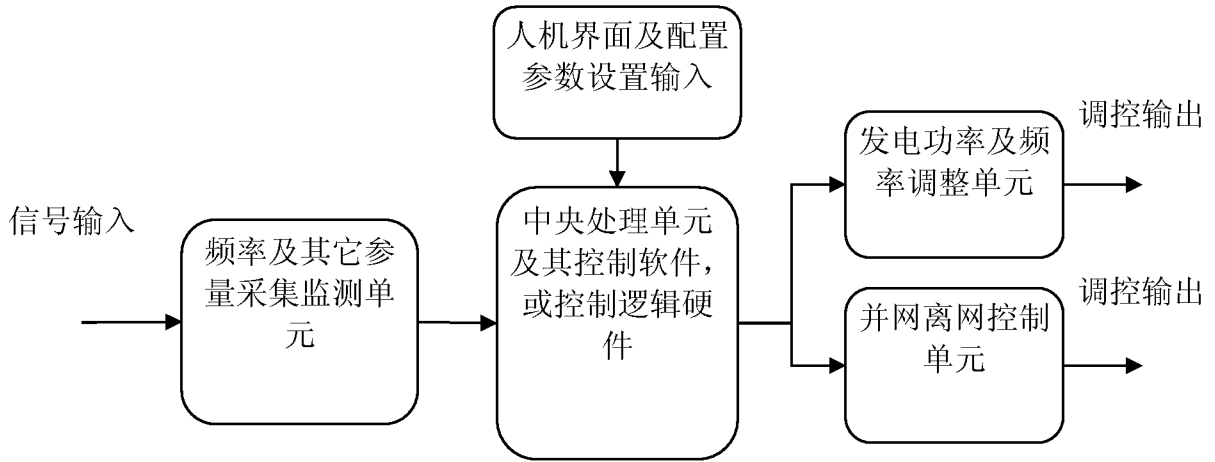 人机界面及配置
参数设置输入
调控输出
发电功率及频
率调整单元
信号输入
频率及其它参
量采集监测单
元
中央处理单元
及其控制软件，
或控制逻辑硬
件
调控输出
并网离网控制
单元